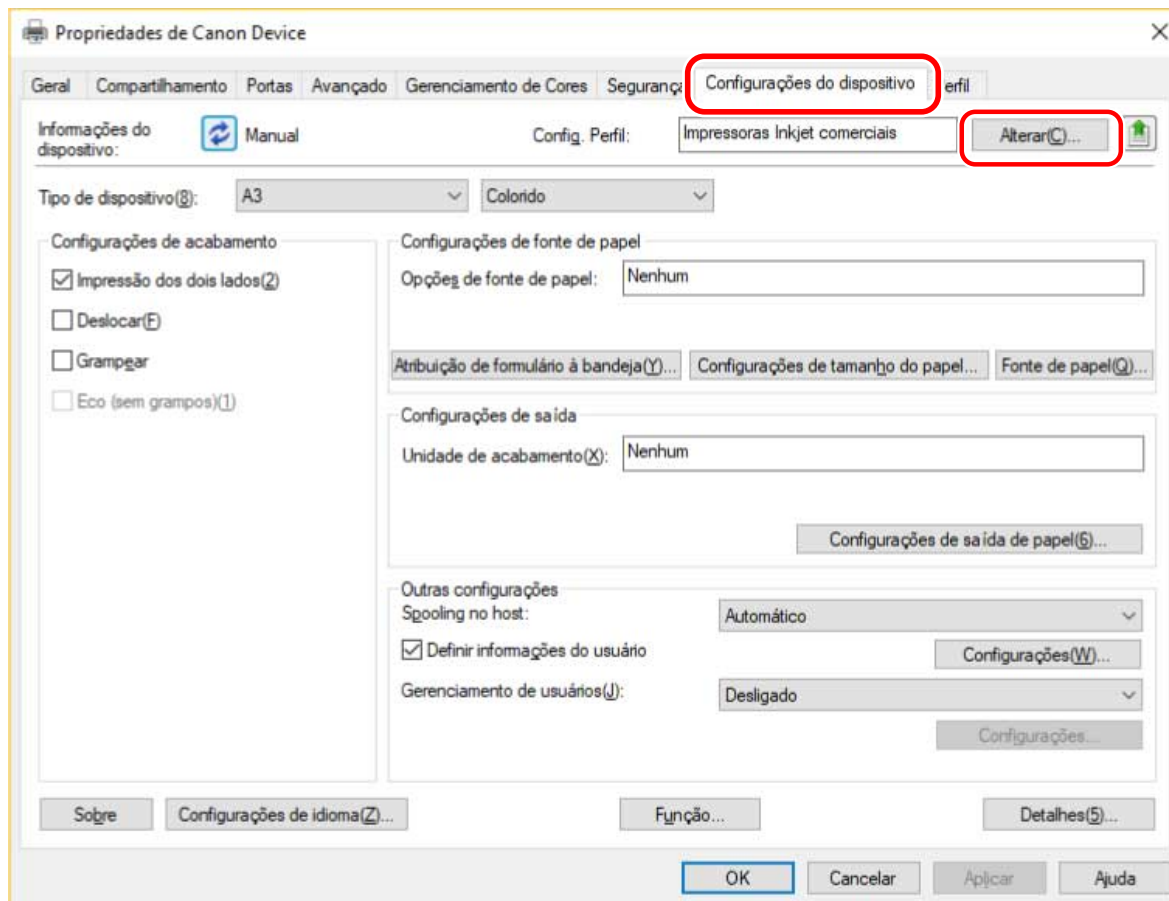 Propriedades de Canon Device
Geral Compartilhamento Portas Avançado Gerenciamento de Cores Segurança Configurações do dispositivo erfil
Informações do
dispositivo:
Manual
Config. Perfil:
Impressoras Inkjet comerciais
Alterar(C)...
Tipo de dispositivo(8):
A3
Colorido
Configurações de acabamento
Impressão dos dois lados(2)
Deslocar(F)
Grampear
Eco (sem grampos)(1)
Configurações de fonte de papel
Opções de fonte de papel:
Nenhum
Atribuição de formulário à bandeja(Y)... Configurações de tamanho do papel... Fonte de papel(Q)...
Configurações de saída
Unidade de acabamento(X):
Nenhum
Configurações de saída de papel(6)...
Outras configurações
Spooling no host:
Automático
Definir informações do usuário
Configurações(W)...
Gerenciamento de usuários(J):
Desligado
Configurações...
Sobre Configurações de idioma(Z)... Função... Detalhes(5)...
OK Cancelar Aplicar Ajuda